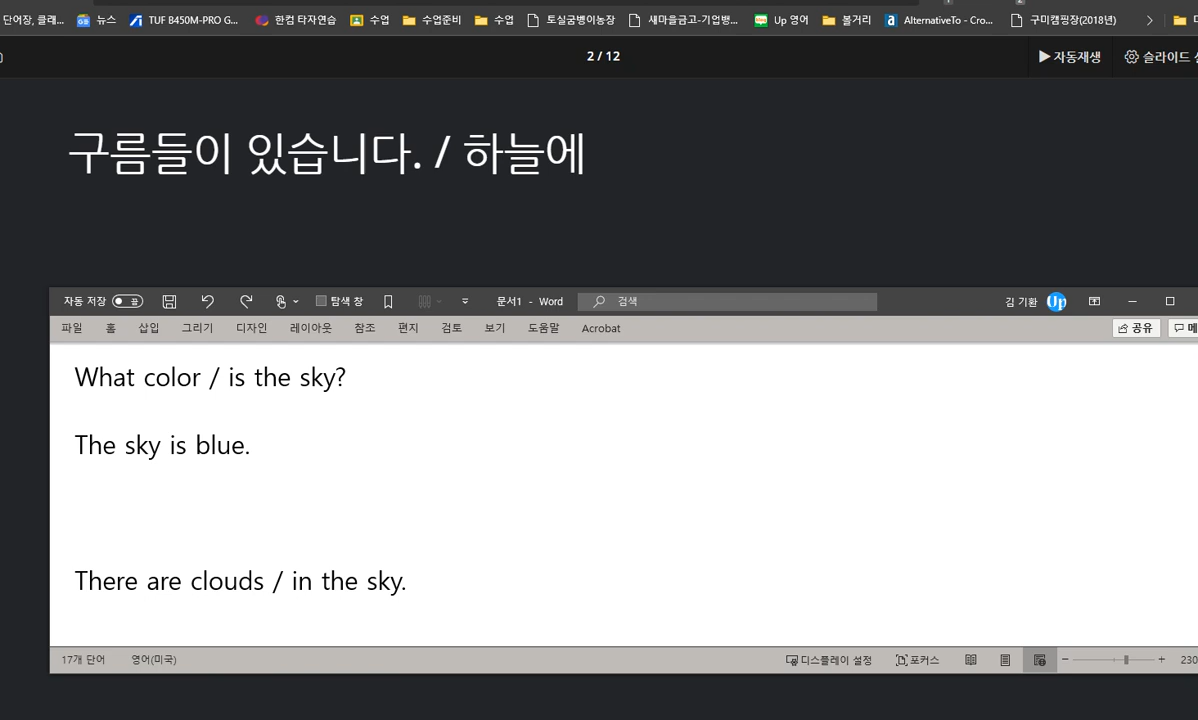 단어장, 클래...
뉴스
TUF B450M-PRO G...
한컴 타자연습
수업
수업준비
수업
토실굼벵이농장
새마을금고-기업뱅...
Up 영어
볼거리
AlternativeTo - Cro...
구미캠핑장(2018년)
2 / 12
자동재생
슬라이드
구름들이 있습니다. / 하늘에
자동 저장 끔
탐색 창
문서1 - Word
검색
김 기환
Up
파일 홈 삽입 그리기 디자인 레이아웃 참조 편지 검토 보기 도움말 Acrobat
공유
메
What color / is the sky?
The sky is blue.
There are clouds / in the sky.
17개 단어
영어(미국)
디스플레이 설정
포커스
230